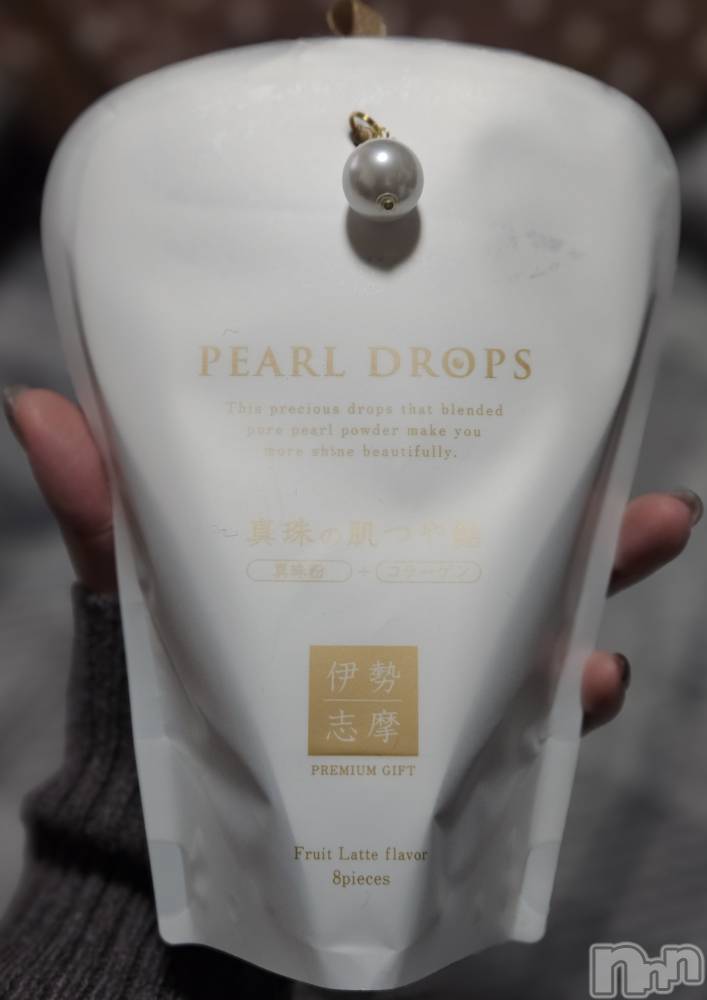 PEARL DROPS
This precious drops that blended
pure pearl powder make you
more shine beautifully.
真珠の肌つや飴
真珠粉 + コラーゲン
伊勢
志摩
PREMIUM GIFT
Fruit Latte flavor
8pieces
nnn